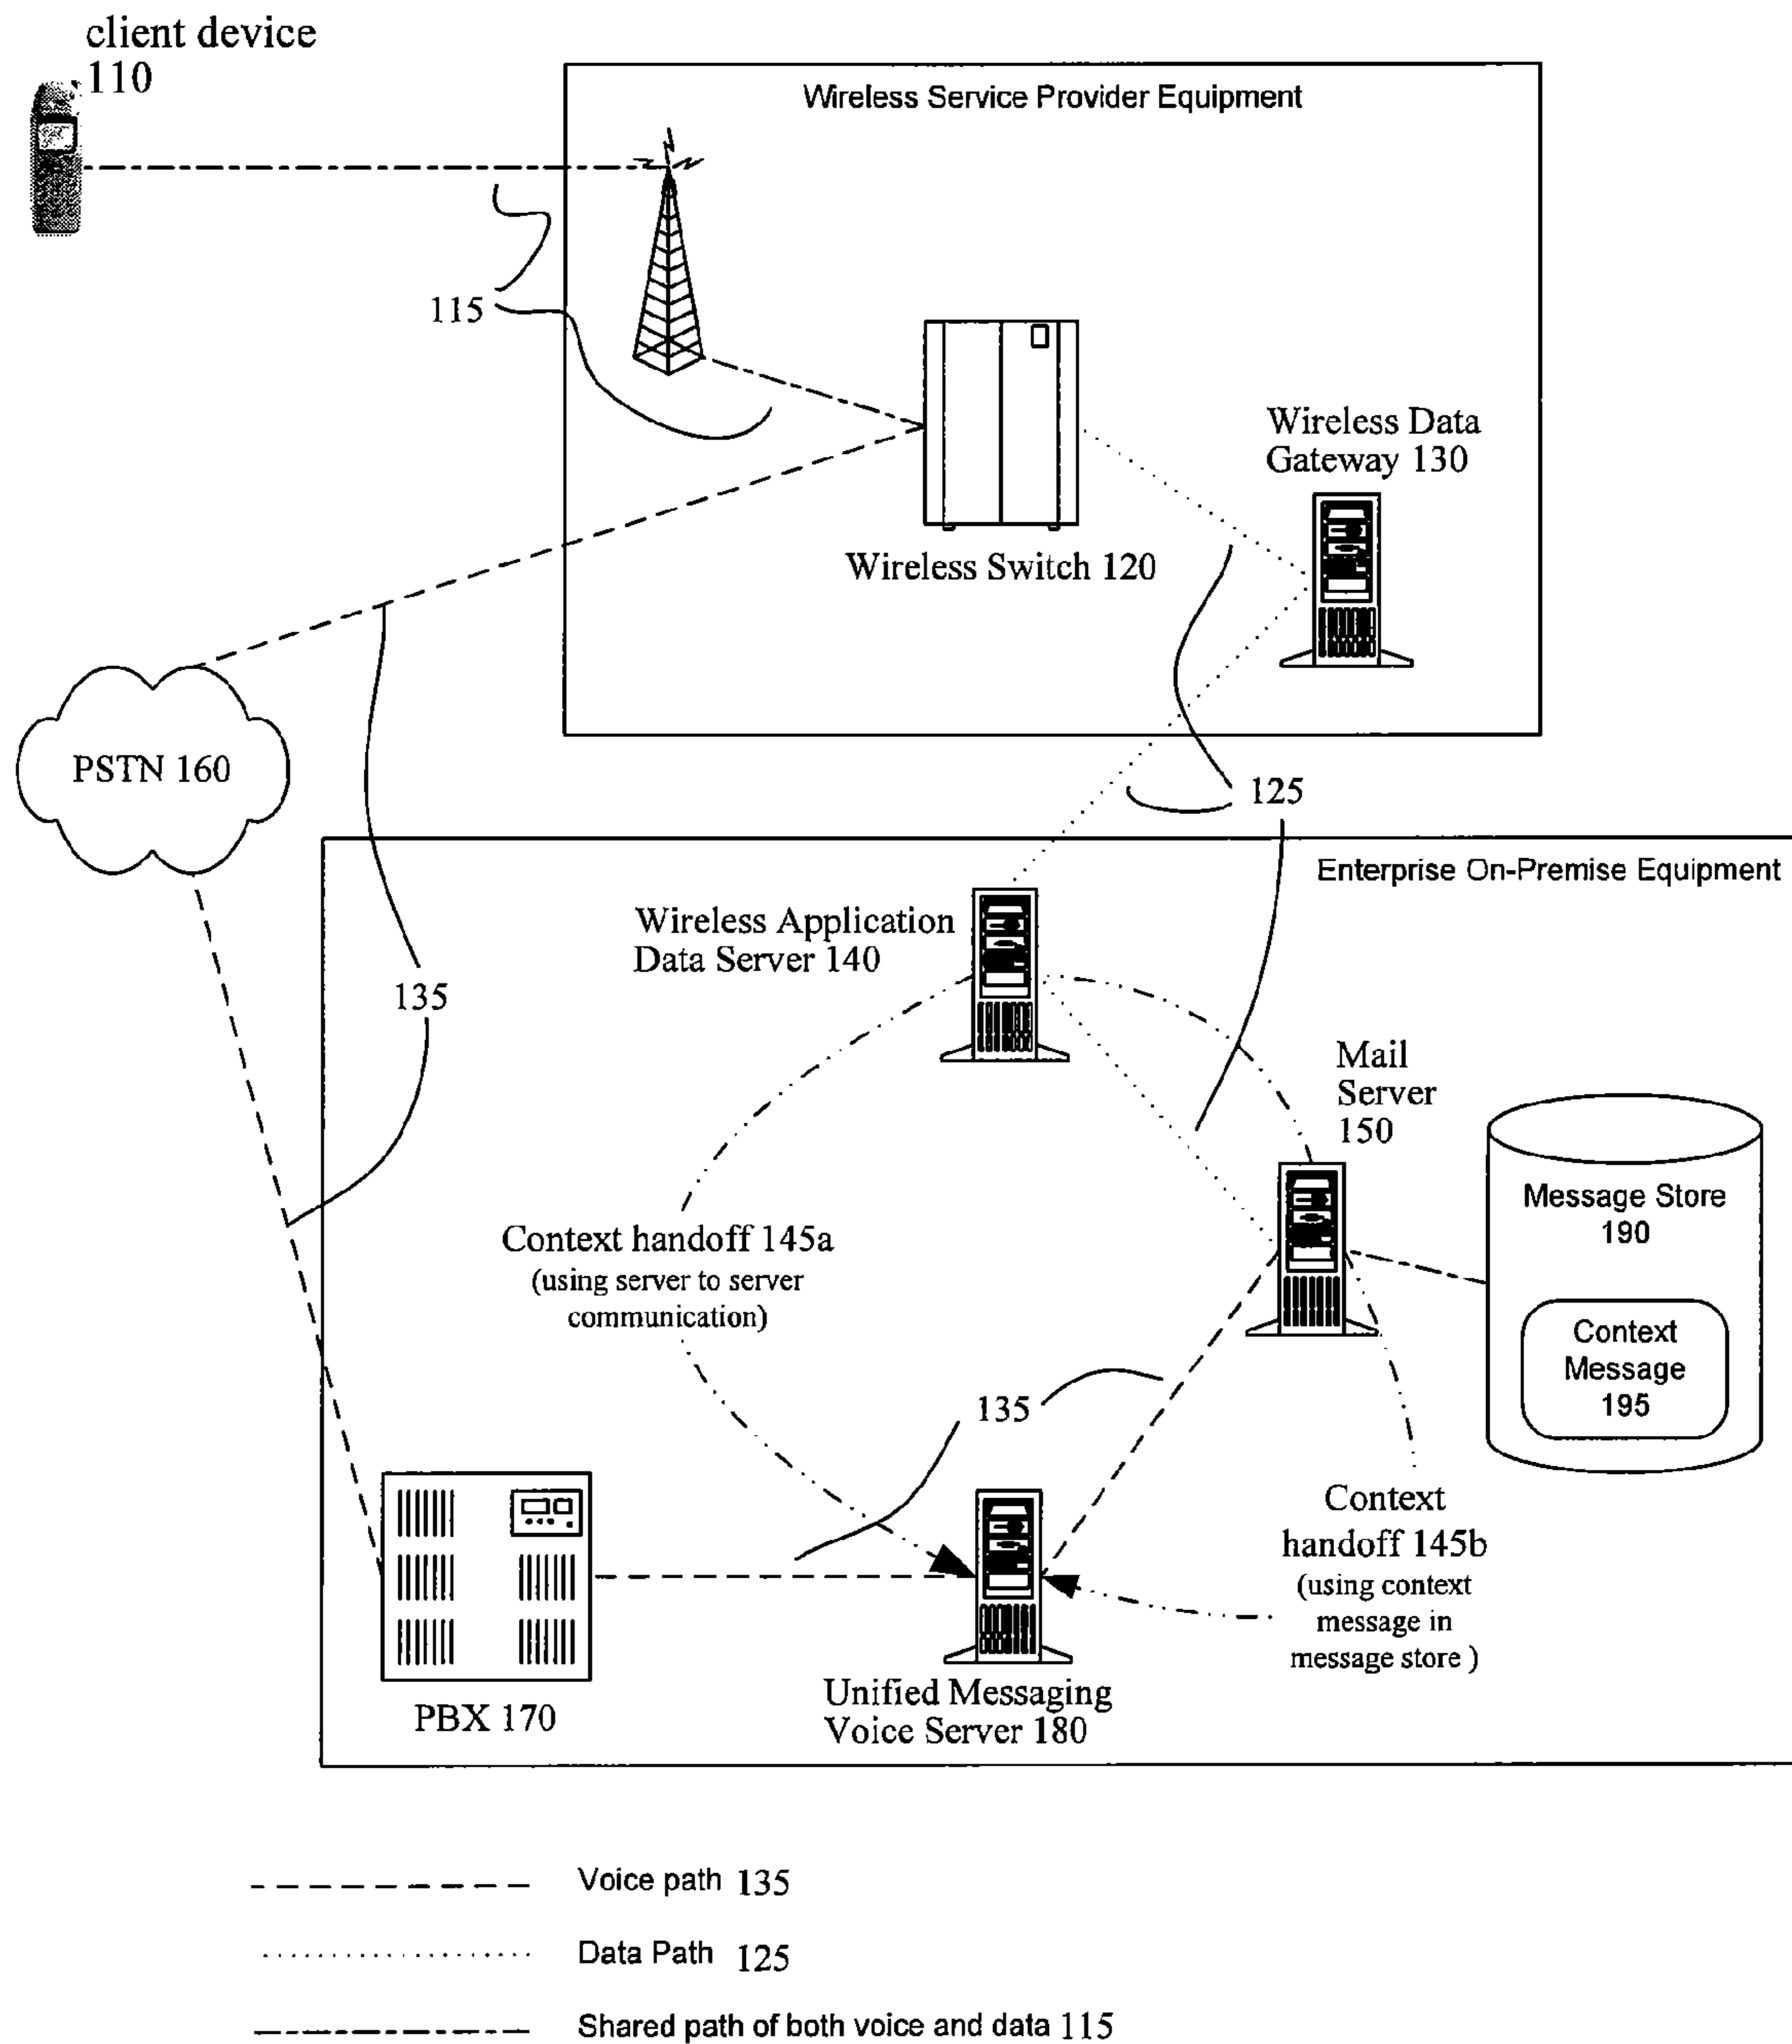 client device
110
Wireless Service Provider Equipment
115
Wireless Data
Gateway 130
Wireless Switch 120
PSTN 160
125
Enterprise On-Premise Equipment
Wireless Application
Data Server 140
135
Mail
Server
150
Message Store
190
Context handoff 145a
(using server to server
communication)
Context
Message
195
135
Context
handoff 145b
(using context
message in
message store )
PBX 170
Unified Messaging
Voice Server 180
Voice path 135
Data Path 125
Shared path of both voice and data 115